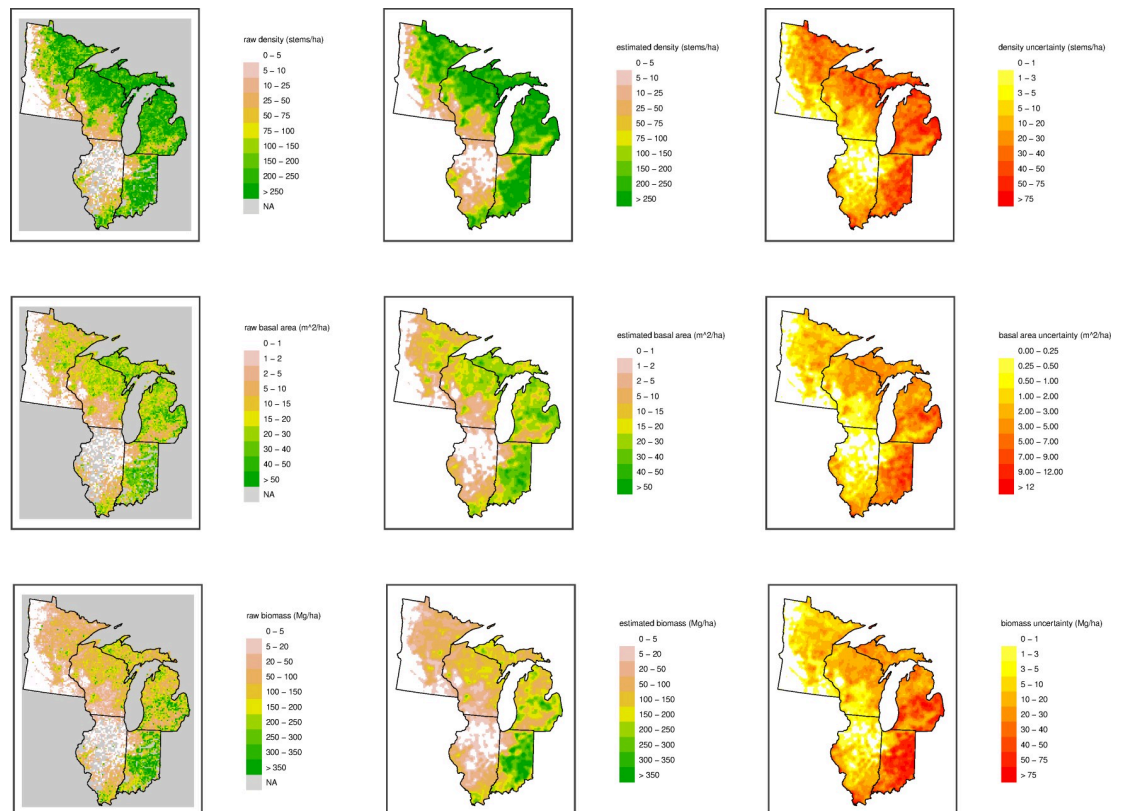 raw density (stems/ha)
0 – 5
5 – 10
10 – 25
25 – 50
50 – 75
75 – 100
100 – 150
150 – 200
200 – 250
> 250
NA
estimated density (stems/ha)
0 – 5
5 – 10
10 – 25
25 – 50
50 – 75
75 – 100
100 – 150
150 – 200
200 – 250
> 250
density uncertainty (stems/ha)
0 – 1
1 – 3
3 – 5
5 – 10
10 – 20
20 – 30
30 – 40
40 – 50
50 – 75
> 75
raw basal area (m^2/ha)
0 – 1
1 – 2
2 – 5
5 – 10
10 – 15
15 – 20
20 – 30
30 – 40
40 – 50
> 50
NA
estimated basal area (m^2/ha)
0 – 1
1 – 2
2 – 5
5 – 10
10 – 15
15 – 20
20 – 30
30 – 40
40 – 50
> 50
basal area uncertainty (m^2/ha)
0.00 – 0.25
0.25 – 0.50
0.50 – 1.00
1.00 – 2.00
2.00 – 3.00
3.00 – 5.00
5.00 – 7.00
7.00 – 9.00
9.00 – 12.00
> 12
raw biomass (Mg/ha)
0 – 5
5 – 20
20 – 50
50 – 100
100 – 150
150 – 200
200 – 250
250 – 300
300 – 350
> 350
NA
estimated biomass (Mg/ha)
0 – 5
5 – 20
20 – 50
50 – 100
100 – 150
150 – 200
200 – 250
250 – 300
300 – 350
> 350
biomass uncertainty (Mg/ha)
0 – 1
1 – 3
3 – 5
5 – 10
10 – 20
20 – 30
30 – 40
40 – 50
50 – 75
> 75